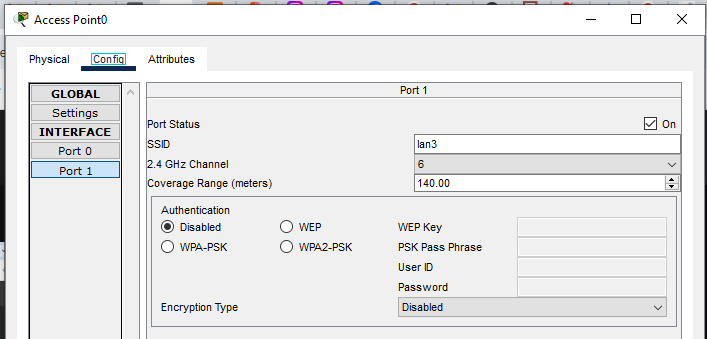 Access Point0
Physical Config Attributes
GLOBAL
Settings
INTERFACE
Port 0
Port 1
Port 1
Port Status On
SSID lan3
2.4 GHz Channel 6
Coverage Range (meters) 140.00
Authentication
Disabled WEP WEP Key
WPA-PSK WPA2-PSK PSK Pass Phrase
User ID
Password
Encryption Type Disabled